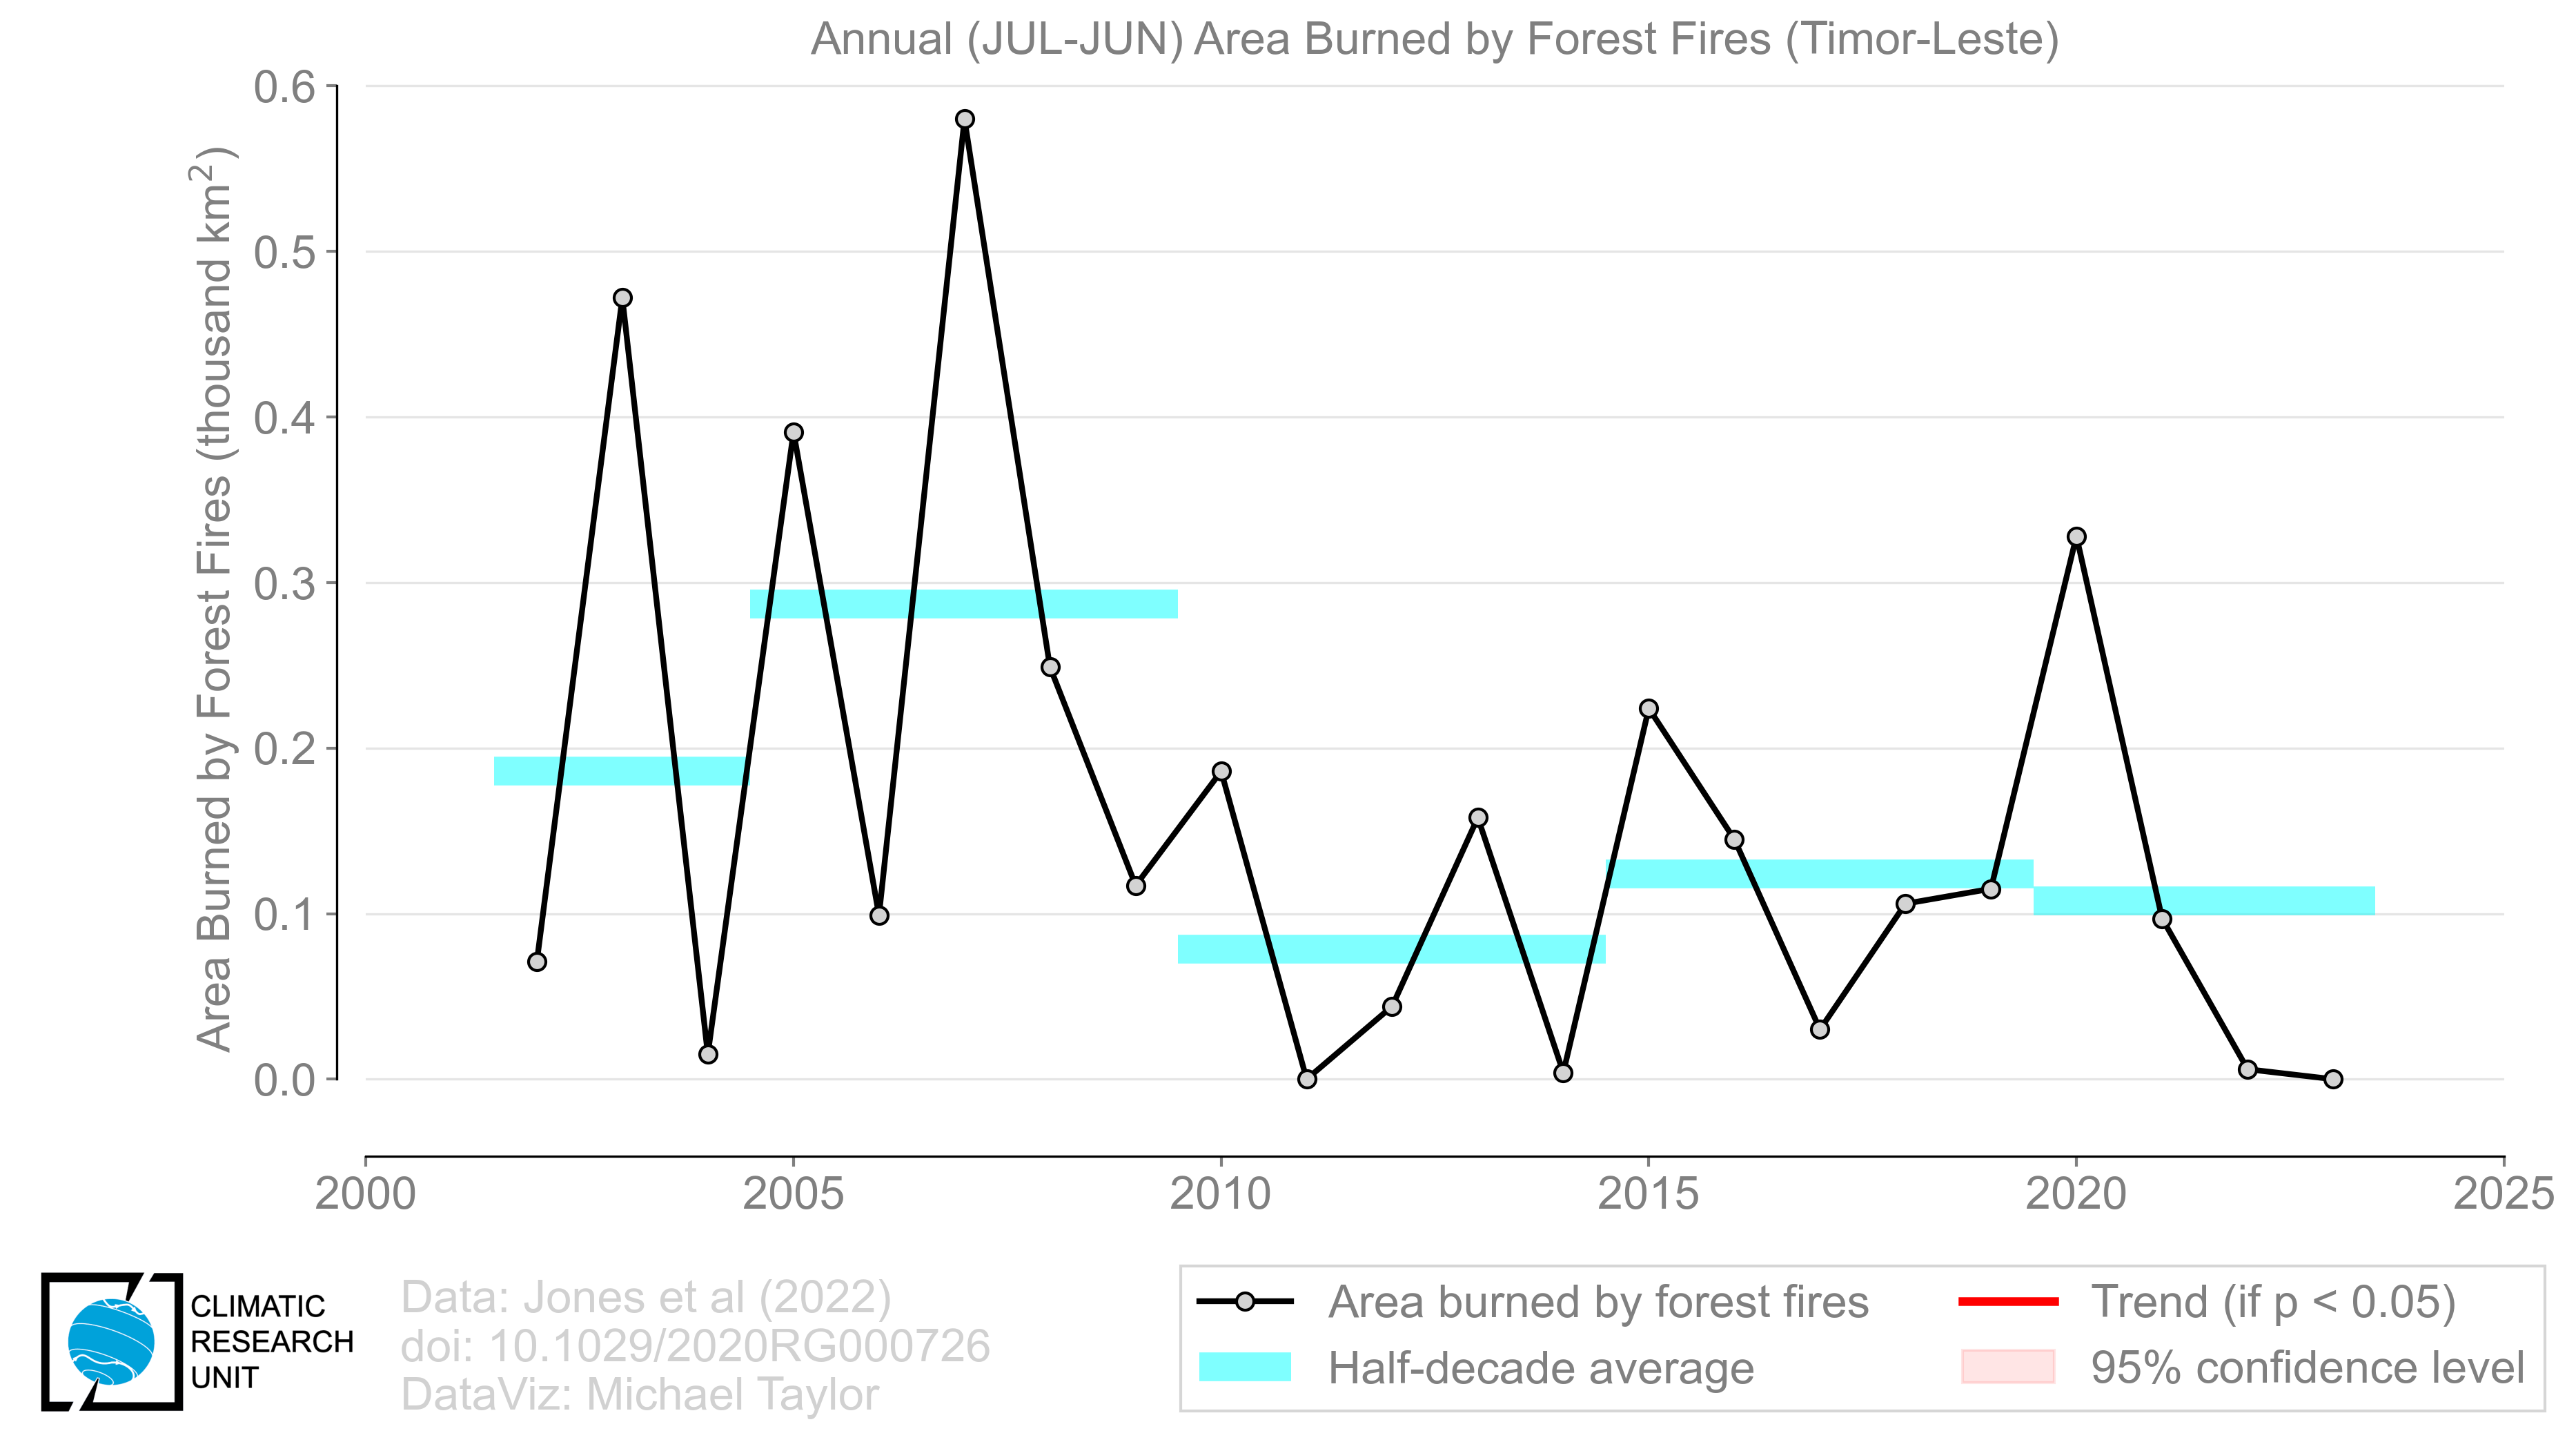 Annual (JUL-JUN) Area Burned by Forest Fires (Timor-Leste)
Area Burned by Forest Fires (thousand km²)
0.6
0.5
0.4
0.3
0.2
0.1
0.0
2000 2005 2010 2015 2020 2025
CLIMATIC
RESEARCH
UNIT
Data: Jones et al (2022)
doi: 10.1029/2020RG000726
DataViz: Michael Taylor
Area burned by forest fires
Half-decade average
Trend (if p < 0.05)
95% confidence level